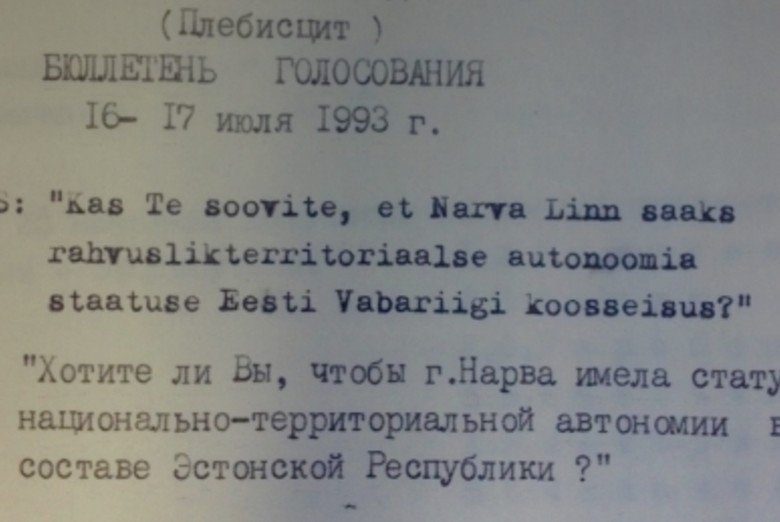 (Плебисцит )
БЮЛЛЕТЕНЬ ГОЛОСОВАНИЯ
16- 17 июля 1993 г.
: "Kas Te soovite, et Narva Linn saaks
rahvuslikterritoriaalse autonoomia
staatuse Eesti Vabariigi koosseisus?"
"Хотите ли Вы, чтобы г.Нарва имела
национально-территориальной автономии в
составе Эстонской Республики ?"